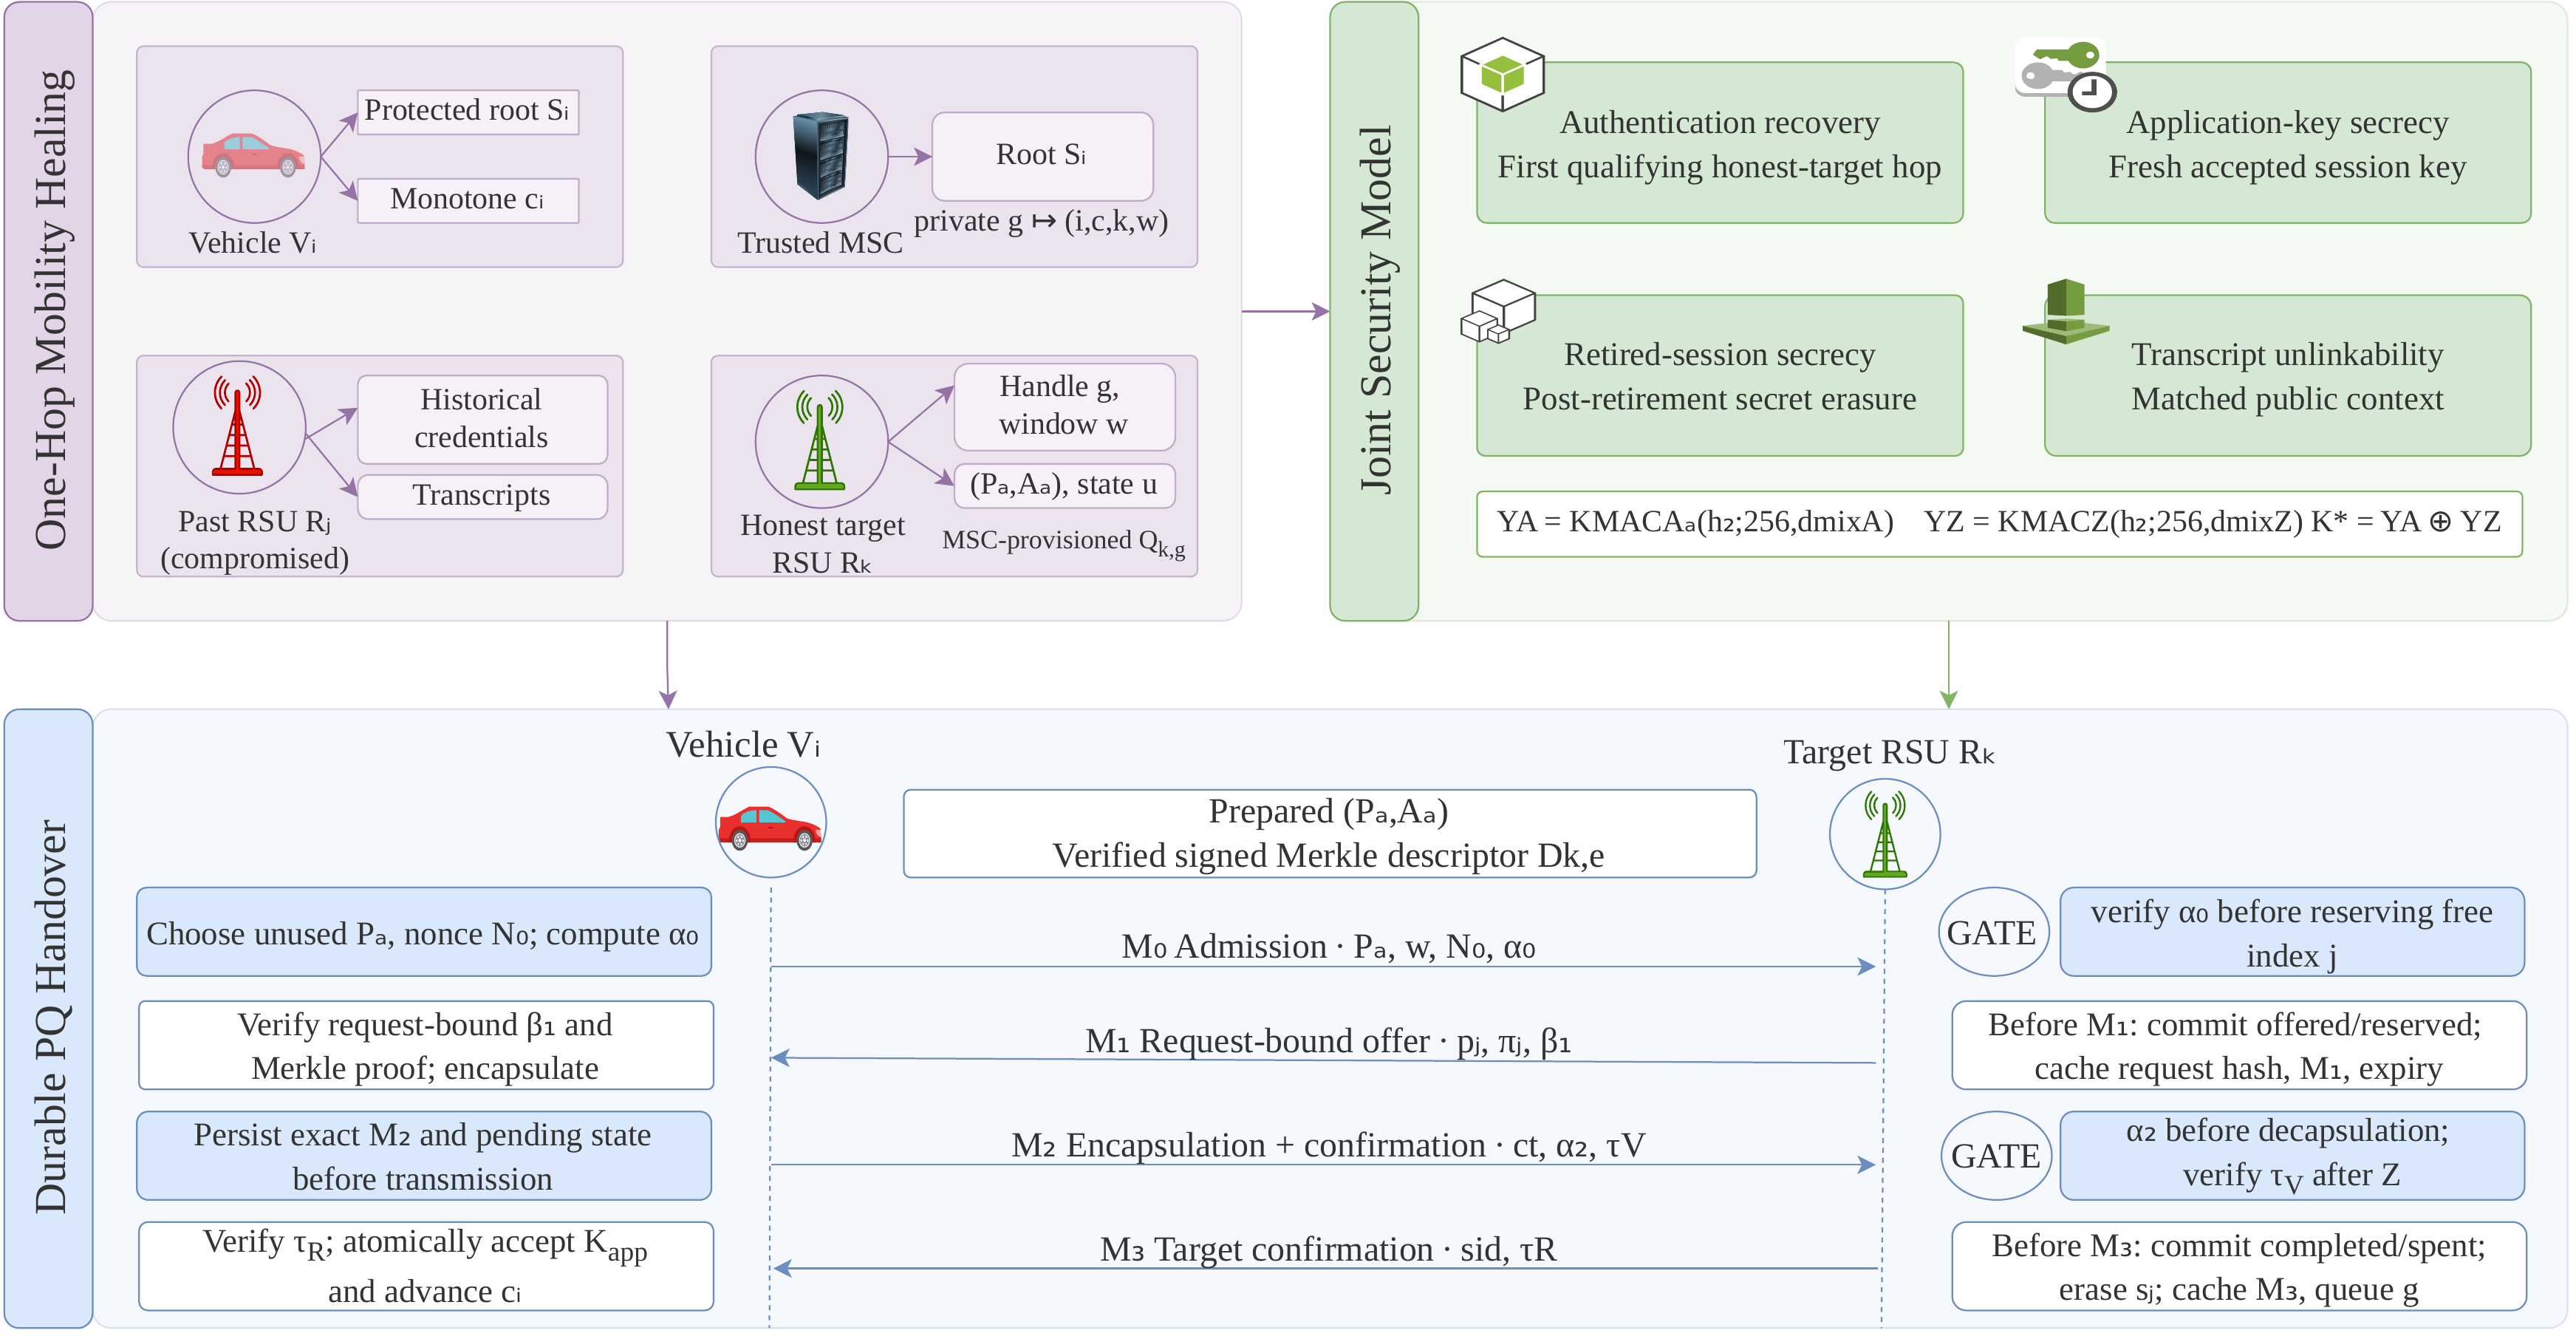 One-Hop Mobility Healing
Protected root Sᵢ
Monotone cᵢ
Vehicle Vᵢ
Root Sᵢ
private g ↦ (i,c,k,w)
Trusted MSC
Historical
credentials
Transcripts
Past RSU Rⱼ
(compromised)
Handle g,
window w
(Pₐ,Aₐ), state u
Honest target
RSU Rₖ
MSC-provisioned Q_{k,g}
Joint Security Model
Authentication recovery
First qualifying honest-target hop
Application-key secrecy
Fresh accepted session key
Retired-session secrecy
Post-retirement secret erasure
Transcript unlinkability
Matched public context
YA = KMACAₐ(h₂;256,dmixA) YZ = KMACZ(h₂;256,dmixZ) K* = YA ⊕ YZ
Durable PQ Handover
Vehicle Vᵢ
Target RSU Rₖ
Prepared (Pₐ,Aₐ)
Verified signed Merkle descriptor Dk,e
Choose unused Pₐ, nonce N₀; compute α₀
M₀ Admission · Pₐ, w, N₀, α₀
GATE
verify α₀ before reserving free
index j
Verify request-bound β₁ and
Merkle proof; encapsulate
M₁ Request-bound offer · pⱼ, πⱼ, β₁
Before M₁: commit offered/reserved;
cache request hash, M₁, expiry
Persist exact M₂ and pending state
before transmission
M₂ Encapsulation + confirmation · ct, α₂, τV
GATE
α₂ before decapsulation;
verify τ_V after Z
Verify τ_R; atomically accept K_{app}
and advance cᵢ
M₃ Target confirmation · sid, τR
Before M₃: commit completed/spent;
erase sⱼ; cache M₃, queue g